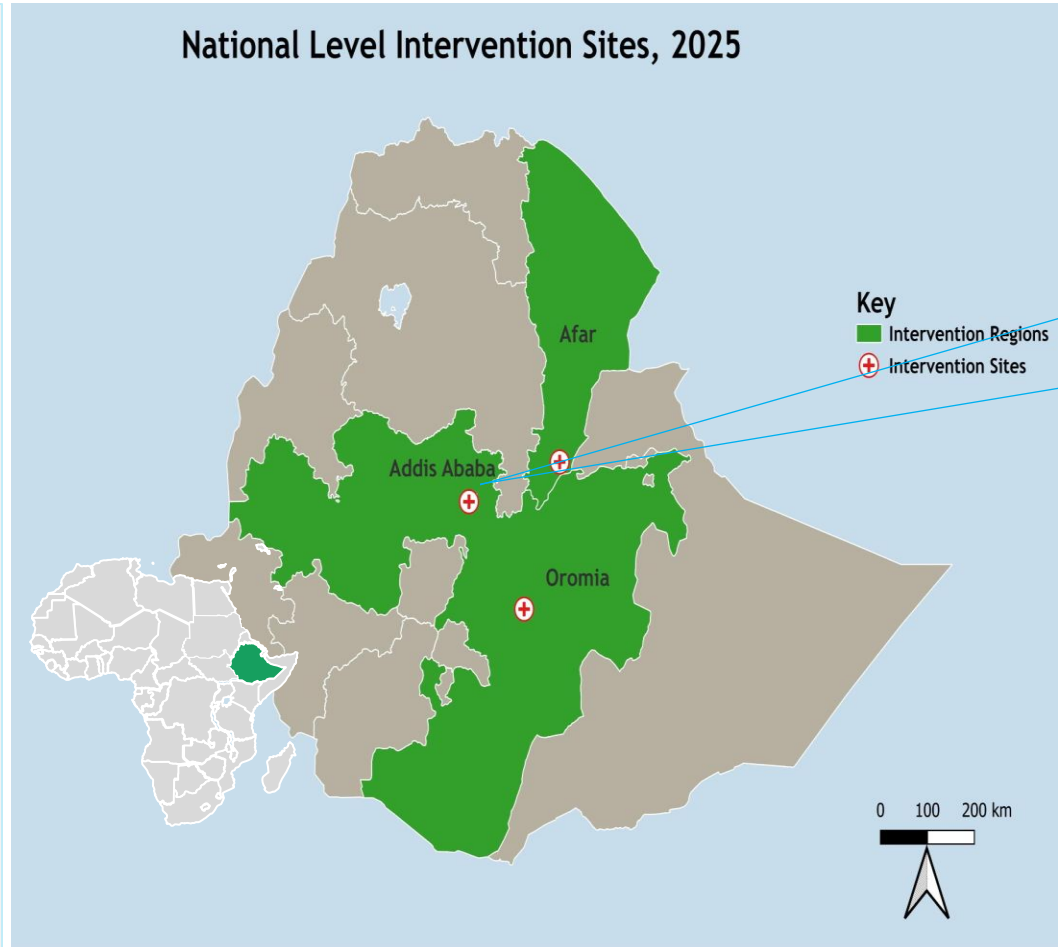 National Level Intervention Sites, 2025
Afar
Key
Intervention Regions
Intervention Sites
Addis Ababa
Oromia
0 100 200 km